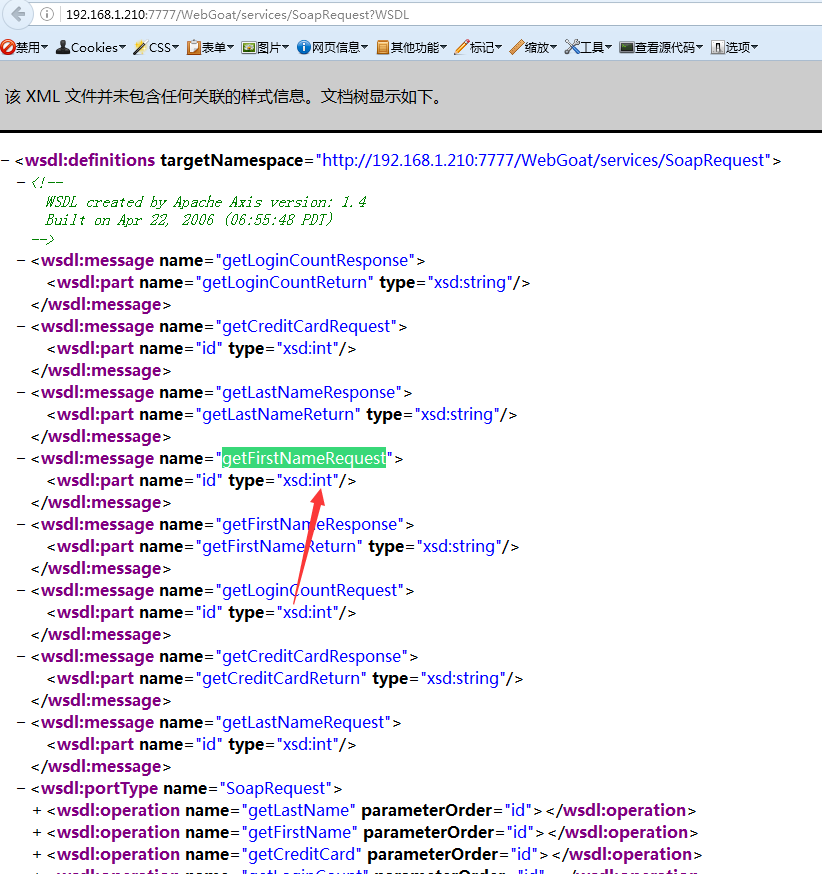 192.168.1.210:7777/WebGoat/services/SoapRequest?WSDL
禁用 Cookies CSS 表单 图片 网页信息 其他功能 标记 缩放 工具 查看源代码 选项
该 XML 文件并未包含任何关联的样式信息。文档树显示如下。
− <wsdl:definitions targetNamespace="http://192.168.1.210:7777/WebGoat/services/SoapRequest">
− <!--
WSDL created by Apache Axis version: 1.4
Built on Apr 22, 2006 (06:55:48 PDT)
-->
− <wsdl:message name="getLoginCountResponse">
<wsdl:part name="getLoginCountReturn" type="xsd:string"/>
</wsdl:message>
− <wsdl:message name="getCreditCardRequest">
<wsdl:part name="id" type="xsd:int"/>
</wsdl:message>
− <wsdl:message name="getLastNameResponse">
<wsdl:part name="getLastNameReturn" type="xsd:string"/>
</wsdl:message>
− <wsdl:message name="getFirstNameRequest">
<wsdl:part name="id" type="xsd:int"/>
</wsdl:message>
− <wsdl:message name="getFirstNameResponse">
<wsdl:part name="getFirstNameReturn" type="xsd:string"/>
</wsdl:message>
− <wsdl:message name="getLoginCountRequest">
<wsdl:part name="id" type="xsd:int"/>
</wsdl:message>
− <wsdl:message name="getCreditCardResponse">
<wsdl:part name="getCreditCardReturn" type="xsd:string"/>
</wsdl:message>
− <wsdl:message name="getLastNameRequest">
<wsdl:part name="id" type="xsd:int"/>
</wsdl:message>
− <wsdl:portType name="SoapRequest">
+ <wsdl:operation name="getLastName" parameterOrder="id"></wsdl:operation>
+ <wsdl:operation name="getFirstName" parameterOrder="id"></wsdl:operation>
+ <wsdl:operation name="getCreditCard" parameterOrder="id"></wsdl:operation>